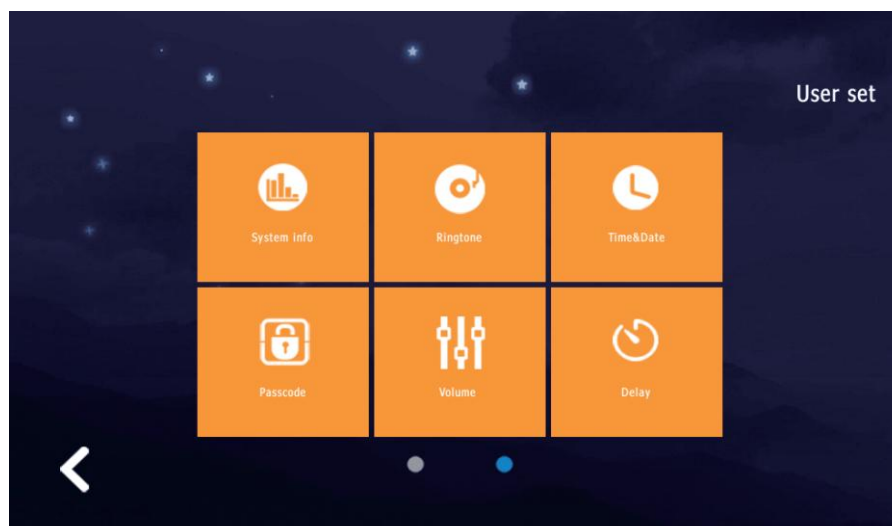 User set
System info
Ringtone
Time&Date
Passcode
Volume
Delay